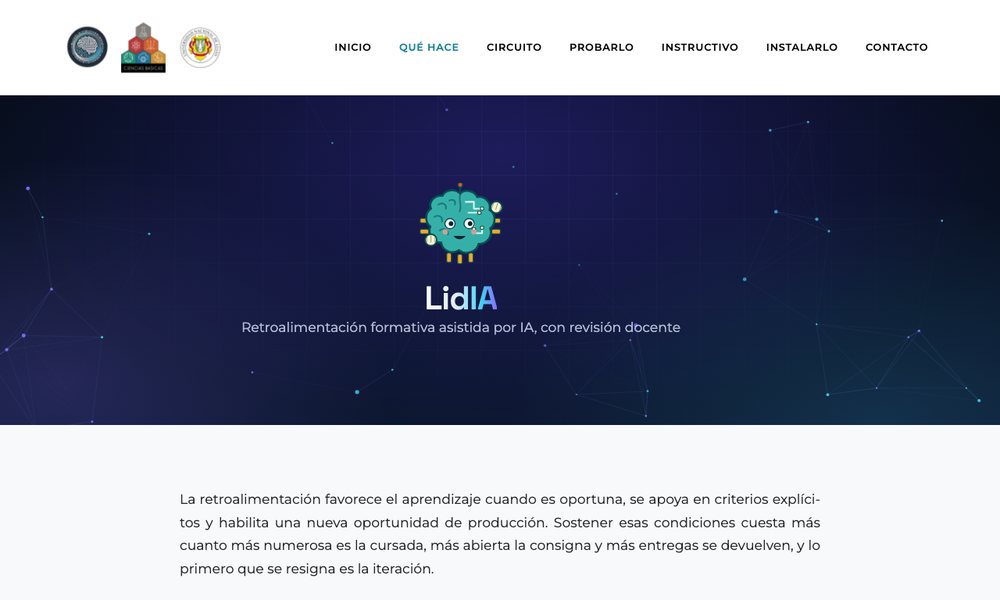 CIENCIAS BÁSICAS
INICIO
QUÉ HACE
CIRCUITO
PROBARLO
INSTRUCTIVO
INSTALARLO
CONTACTO
LidIA
Retroalimentación formativa asistida por IA, con revisión docente
La retroalimentación favorece el aprendizaje cuando es oportuna, se apoya en criterios explíci-
tos y habilita una nueva oportunidad de producción. Sostener esas condiciones cuesta más
cuanto más numerosa es la cursada, más abierta la consigna y más entregas se devuelven, y lo
primero que se resigna es la iteración.